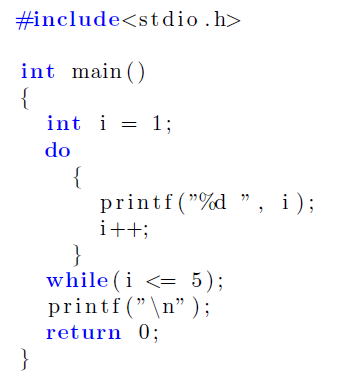 #include<stdio.h>
int main()
{
int i = 1;
do
{
printf("%d ", i);
i++;
}
while(i <= 5);
printf("\n");
return 0;
}